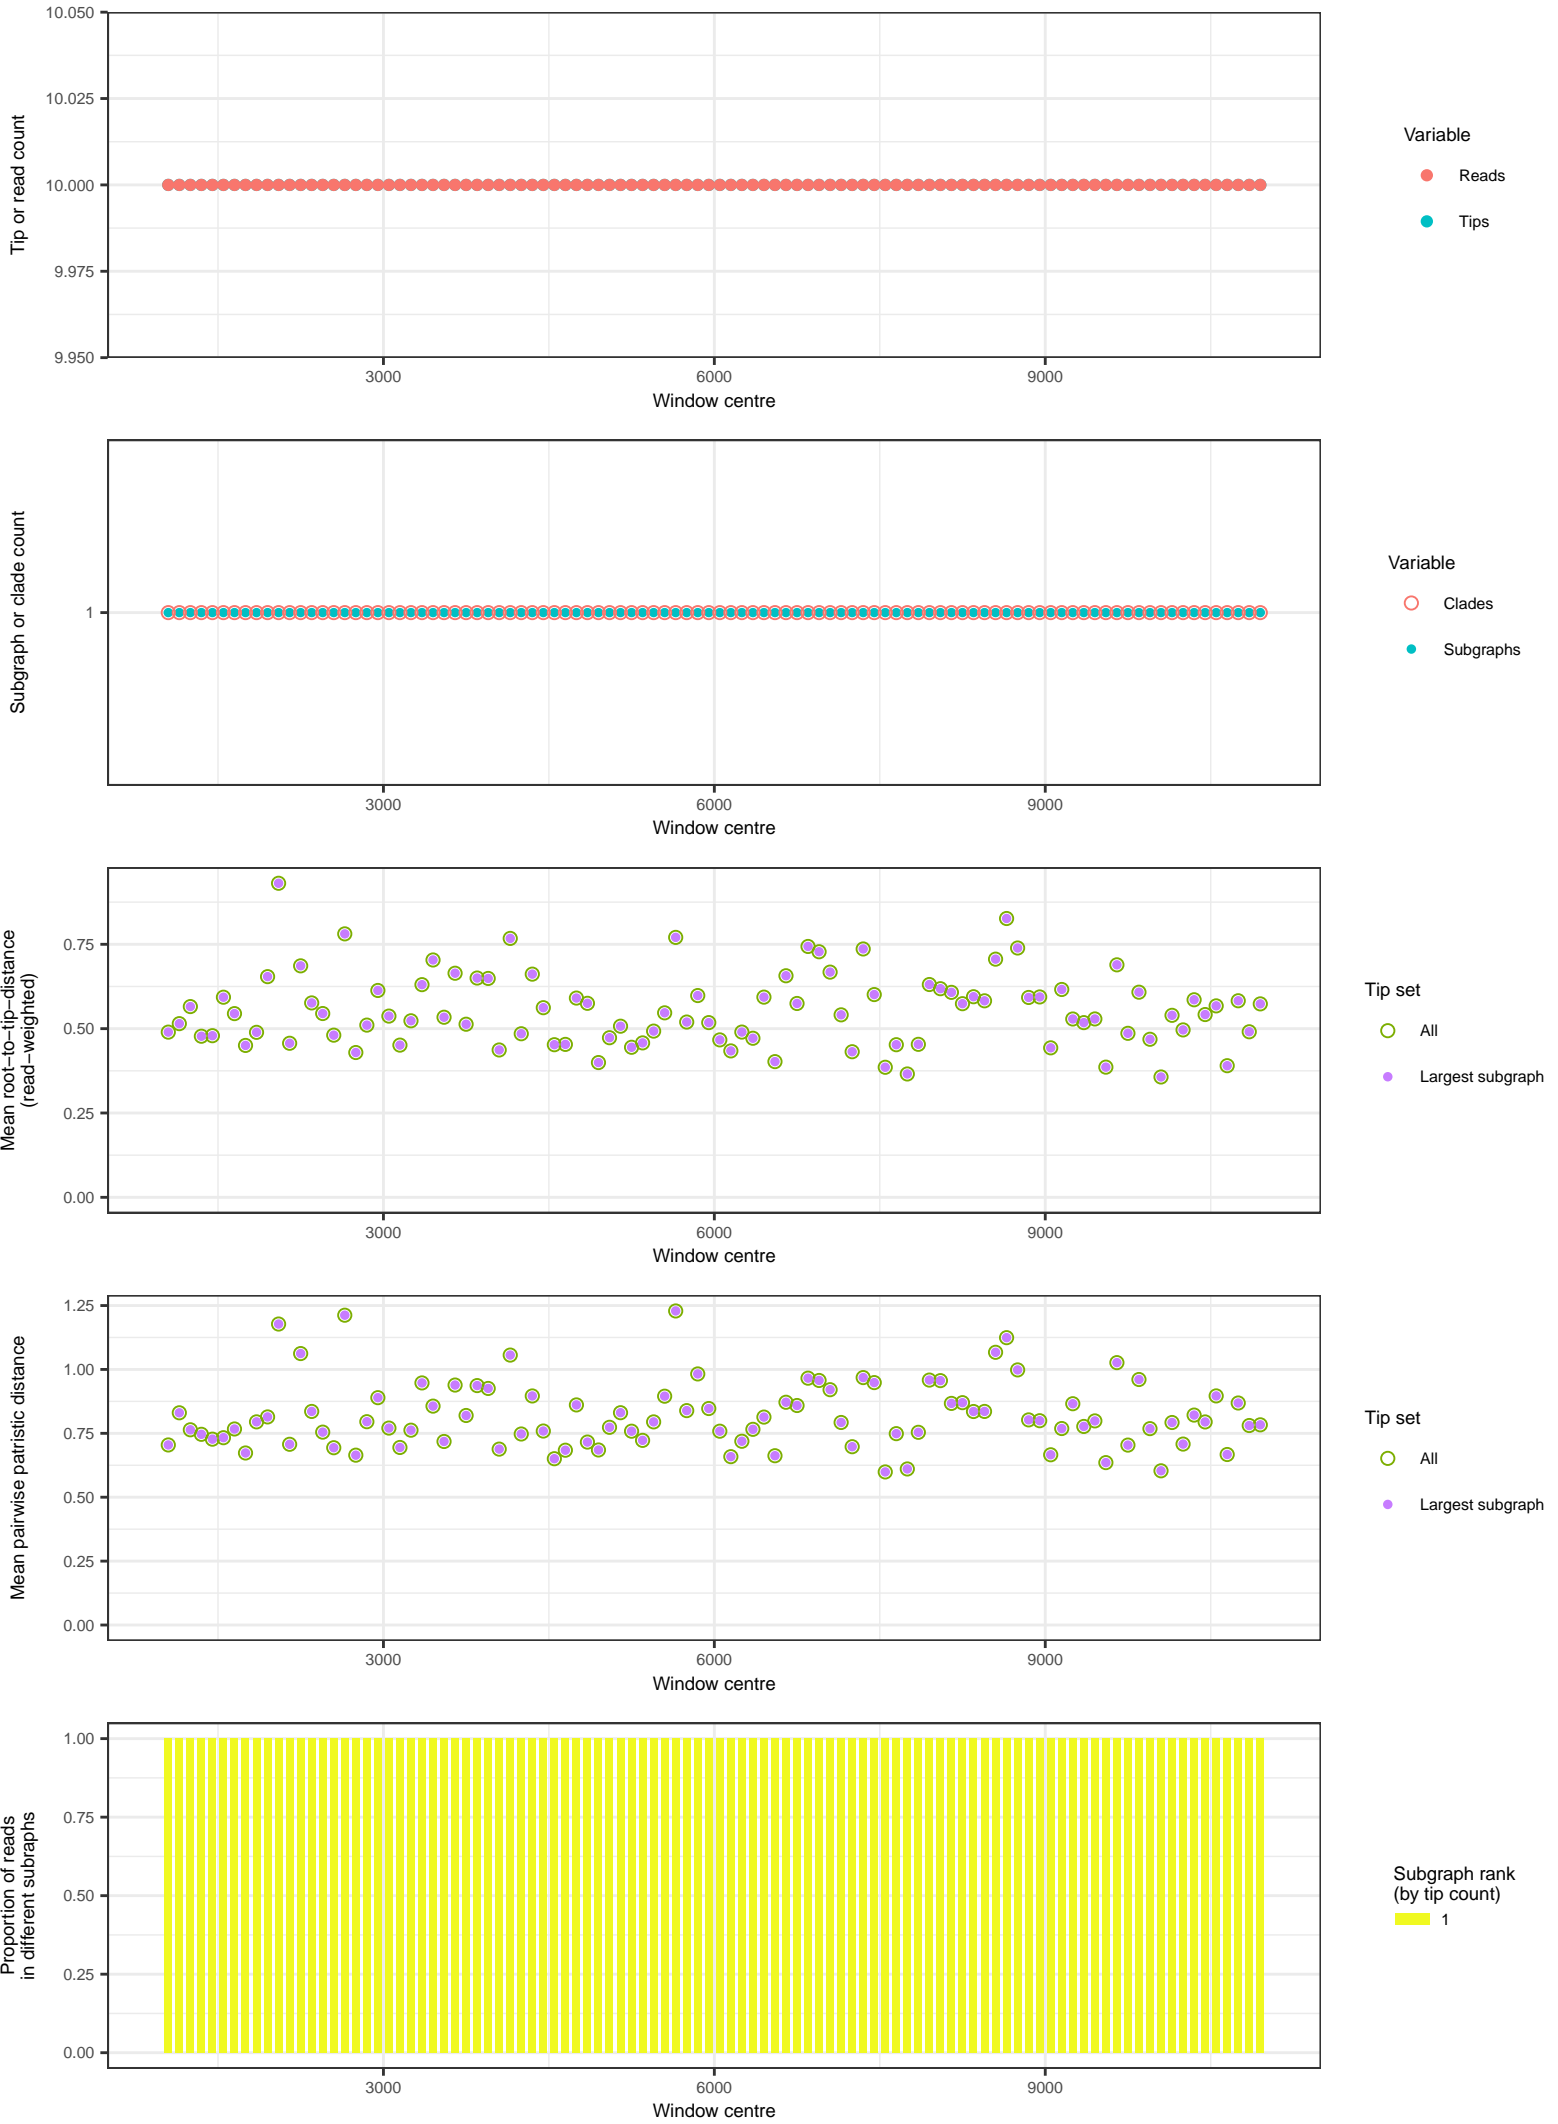 10.050
10.025
10.000
9.975
9.950
Tip or read count
3000
6000
9000
Window centre
Variable
Reads
Tips
Subgraph or clade count
1
3000
6000
9000
Window centre
Variable
Clades
Subgraphs
Mean root−to−tip−distance
(read−weighted)
0.75
0.50
0.25
0.00
3000
6000
9000
Window centre
Tip set
All
Largest subgraph
Mean pairwise patristic distance
1.25
1.00
0.75
0.50
0.25
0.00
3000
6000
9000
Window centre
Tip set
All
Largest subgraph
Proportion of reads
in different subraphs
1.00
0.75
0.50
0.25
0.00
3000
6000
9000
Window centre
Subgraph rank
(by tip count)
1